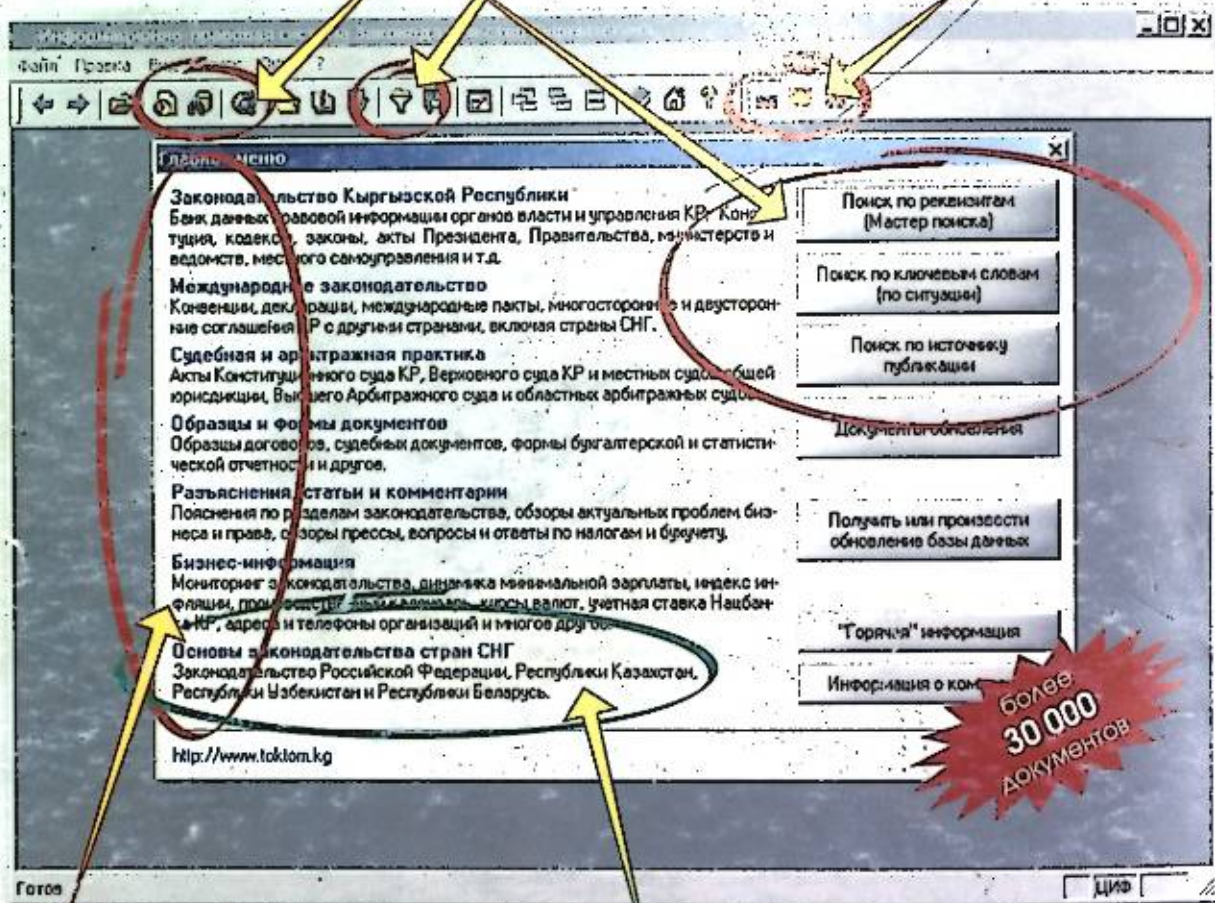 Файл Правка
?
Главное меню
Законодательство Кыргызской Республики
Банк данных правовой информации органов власти и управления КР: Консти-
туция, кодексы, законы, акты Президента, Правительства, министерств и
ведомств, местного самоуправления и т.д.
Международное законодательство
Конвенции, декларации, международные пакты, многосторонние и двусторон-
ние соглашения КР с другими странами, включая страны СНГ.
Судебная и арбитражная практика
Акты Конституционного суда КР, Верховного суда КР и местных судов общей
юрисдикции, Высшего Арбитражного суда и областных арбитражных судов.
Образцы и формы документов
Образцы договоров, судебных документов, формы бухгалтерской и статисти-
ческой отчетности и другое.
Разъяснения, статьи и комментарии
Пояснения по разделам законодательства, обзоры актуальных проблем биз-
неса и права, обзоры прессы, вопросы и ответы по налогам и бухучету.
Бизнес-информация
Мониторинг законодательства, динамика минимальной зарплаты, индекс ин-
фляции, производственный календарь, курсы валют, учетная ставка Нацбан-
ка КР, адреса и телефоны организаций и многое другое.
Основы законодательства стран СНГ
Законодательство Российской Федерации, Республики Казахстан,
Республики Узбекистан и Республики Беларусь.
http://www.toktom.kg
Поиск по реквизитам
(Мастер поиска)
Поиск по ключевым словам
(по ситуации)
Поиск по источнику
публикации
Документы обновления
Получить или произвести
обновление базы данных
"Горячая" информация
Информация о
более
30 000
документов
Готов
ЦИФ